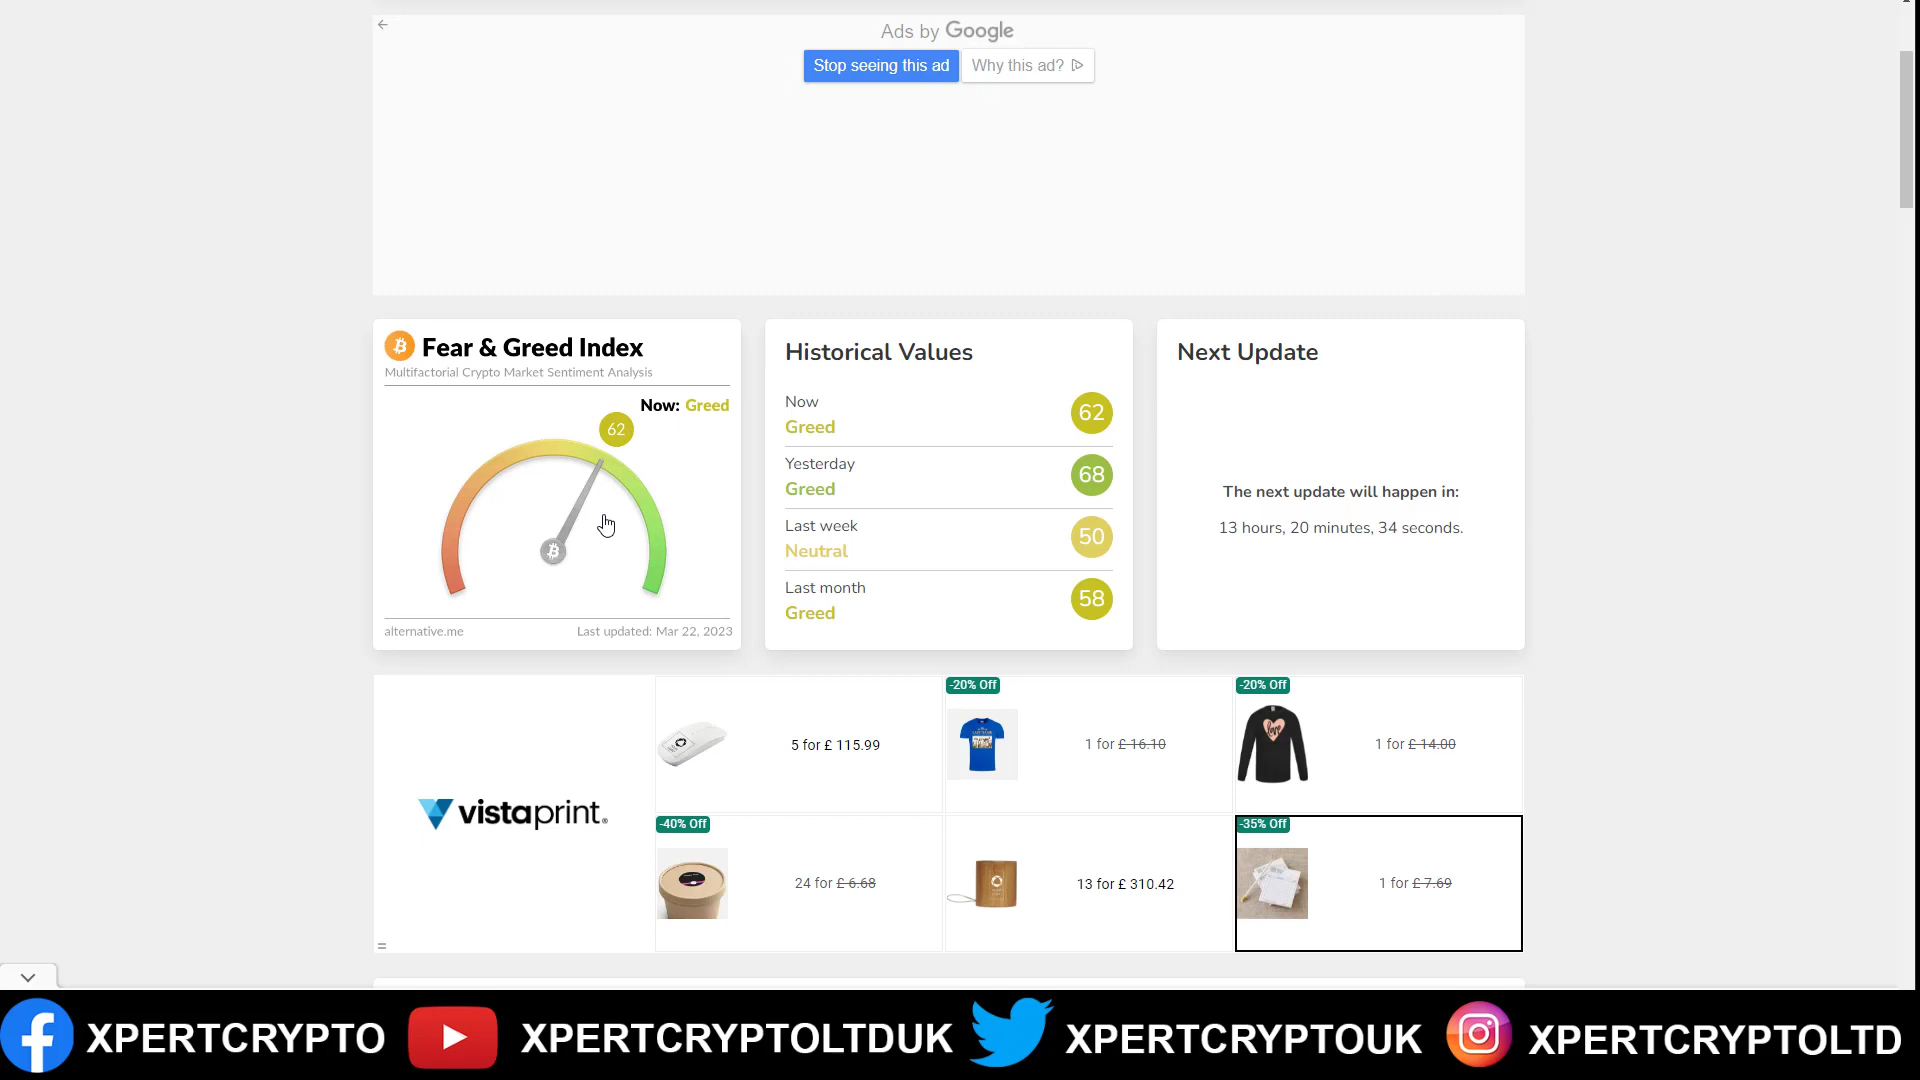 Ads by Google
Stop seeing this ad
Why this ad?
Fear & Greed Index
Multifactorial Crypto Market Sentiment Analysis
Now: Greed
62
alternative.me
Last updated: Mar 22, 2023
Historical Values
Now
Greed
62
Yesterday
Greed
68
Last week
Neutral
50
Last month
Greed
58
Next Update
The next update will happen in:
13 hours, 20 minutes, 34 seconds.
vistaprint.
5 for £ 115.99
-20% Off
1 for £ 16.10
-20% Off
1 for £ 14.00
-40% Off
24 for £ 6.68
13 for £ 310.42
-35% Off
1 for £ 7.69
XPERTCRYPTO
XPERTCRYPTOLTDUK
XPERTCRYPTOUK
XPERTCRYPTOLTD